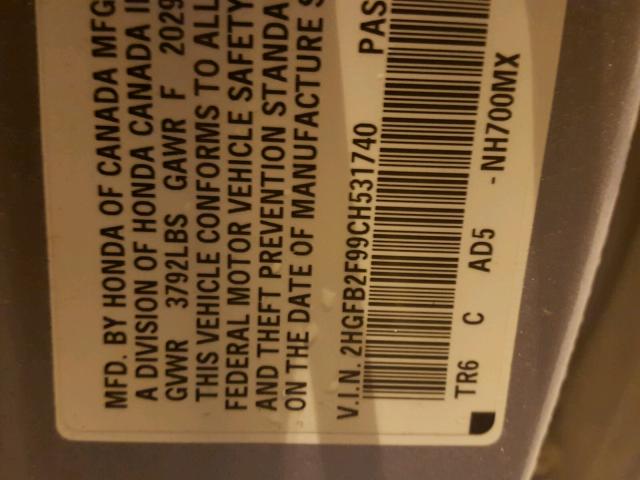 MFD. BY HONDA OF CANADA MFG
A DIVISION OF HONDA CANADA
GVWR 3792LBS GAWR F 2029
THIS VEHICLE CONFORMS TO ALL
FEDERAL MOTOR VEHICLE SAFETY
AND THEFT PREVENTION STANDA
ON THE DATE OF MANUFACTURE S
V.I.N. 2HGFB2F99CH531740 PAS
TR6 C AD5 -NH700MX